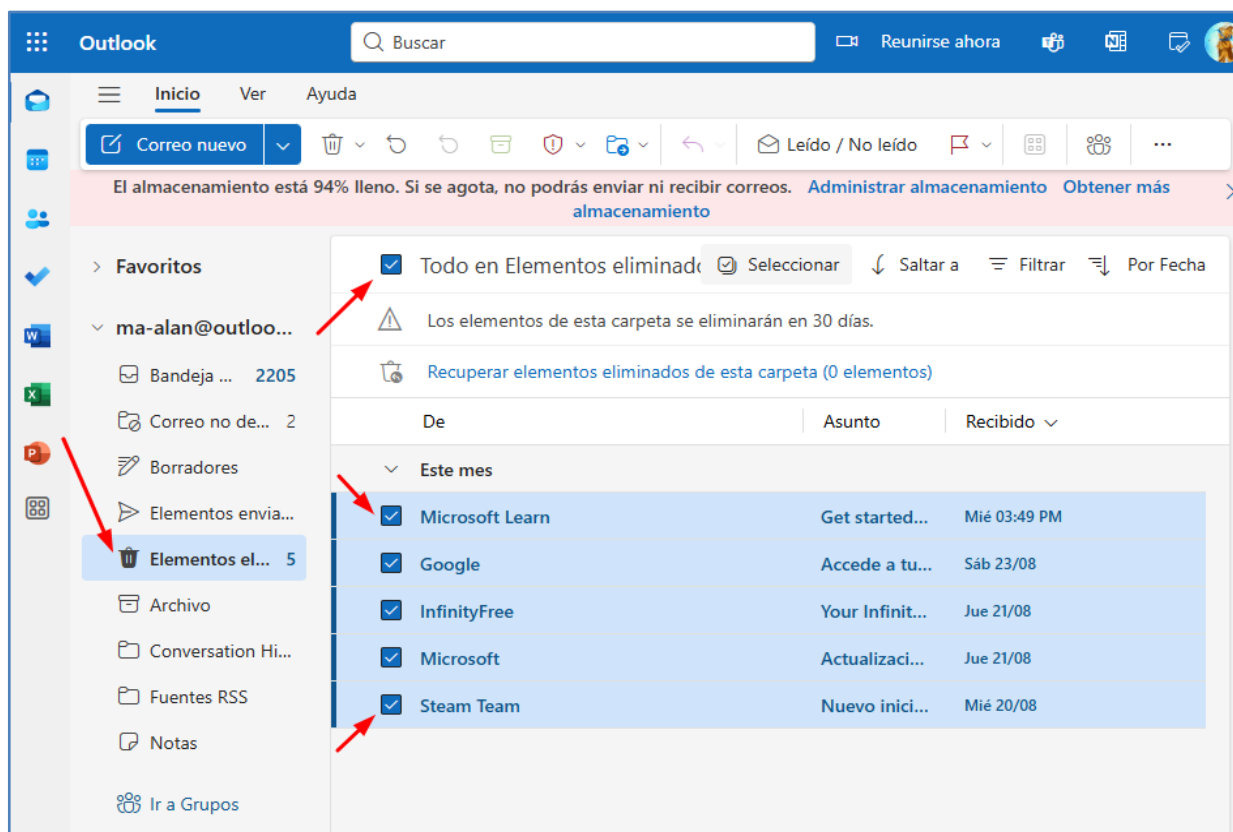 Outlook
Buscar
Reunirse ahora
Inicio Ver Ayuda
Correo nuevo
Leído / No leído
El almacenamiento está 94% lleno. Si se agota, no podrás enviar ni recibir correos. Administrar almacenamiento Obtener más
almacenamiento
Favoritos
ma-alan@outloo...
Bandeja ... 2205
Correo no de... 2
Borradores
Elementos envia...
Elementos el... 5
Archivo
Conversation Hi...
Fuentes RSS
Notas
Ir a Grupos
Todo en Elementos eliminad Seleccionar Saltar a Filtrar Por Fecha
Los elementos de esta carpeta se eliminarán en 30 días.
Recuperar elementos eliminados de esta carpeta (0 elementos)
De Asunto Recibido
Este mes
Microsoft Learn Get started... Mié 03:49 PM
Google Accede a tu... Sáb 23/08
InfinityFree Your Infinit... Jue 21/08
Microsoft Actualizaci... Jue 21/08
Steam Team Nuevo inici... Mié 20/08